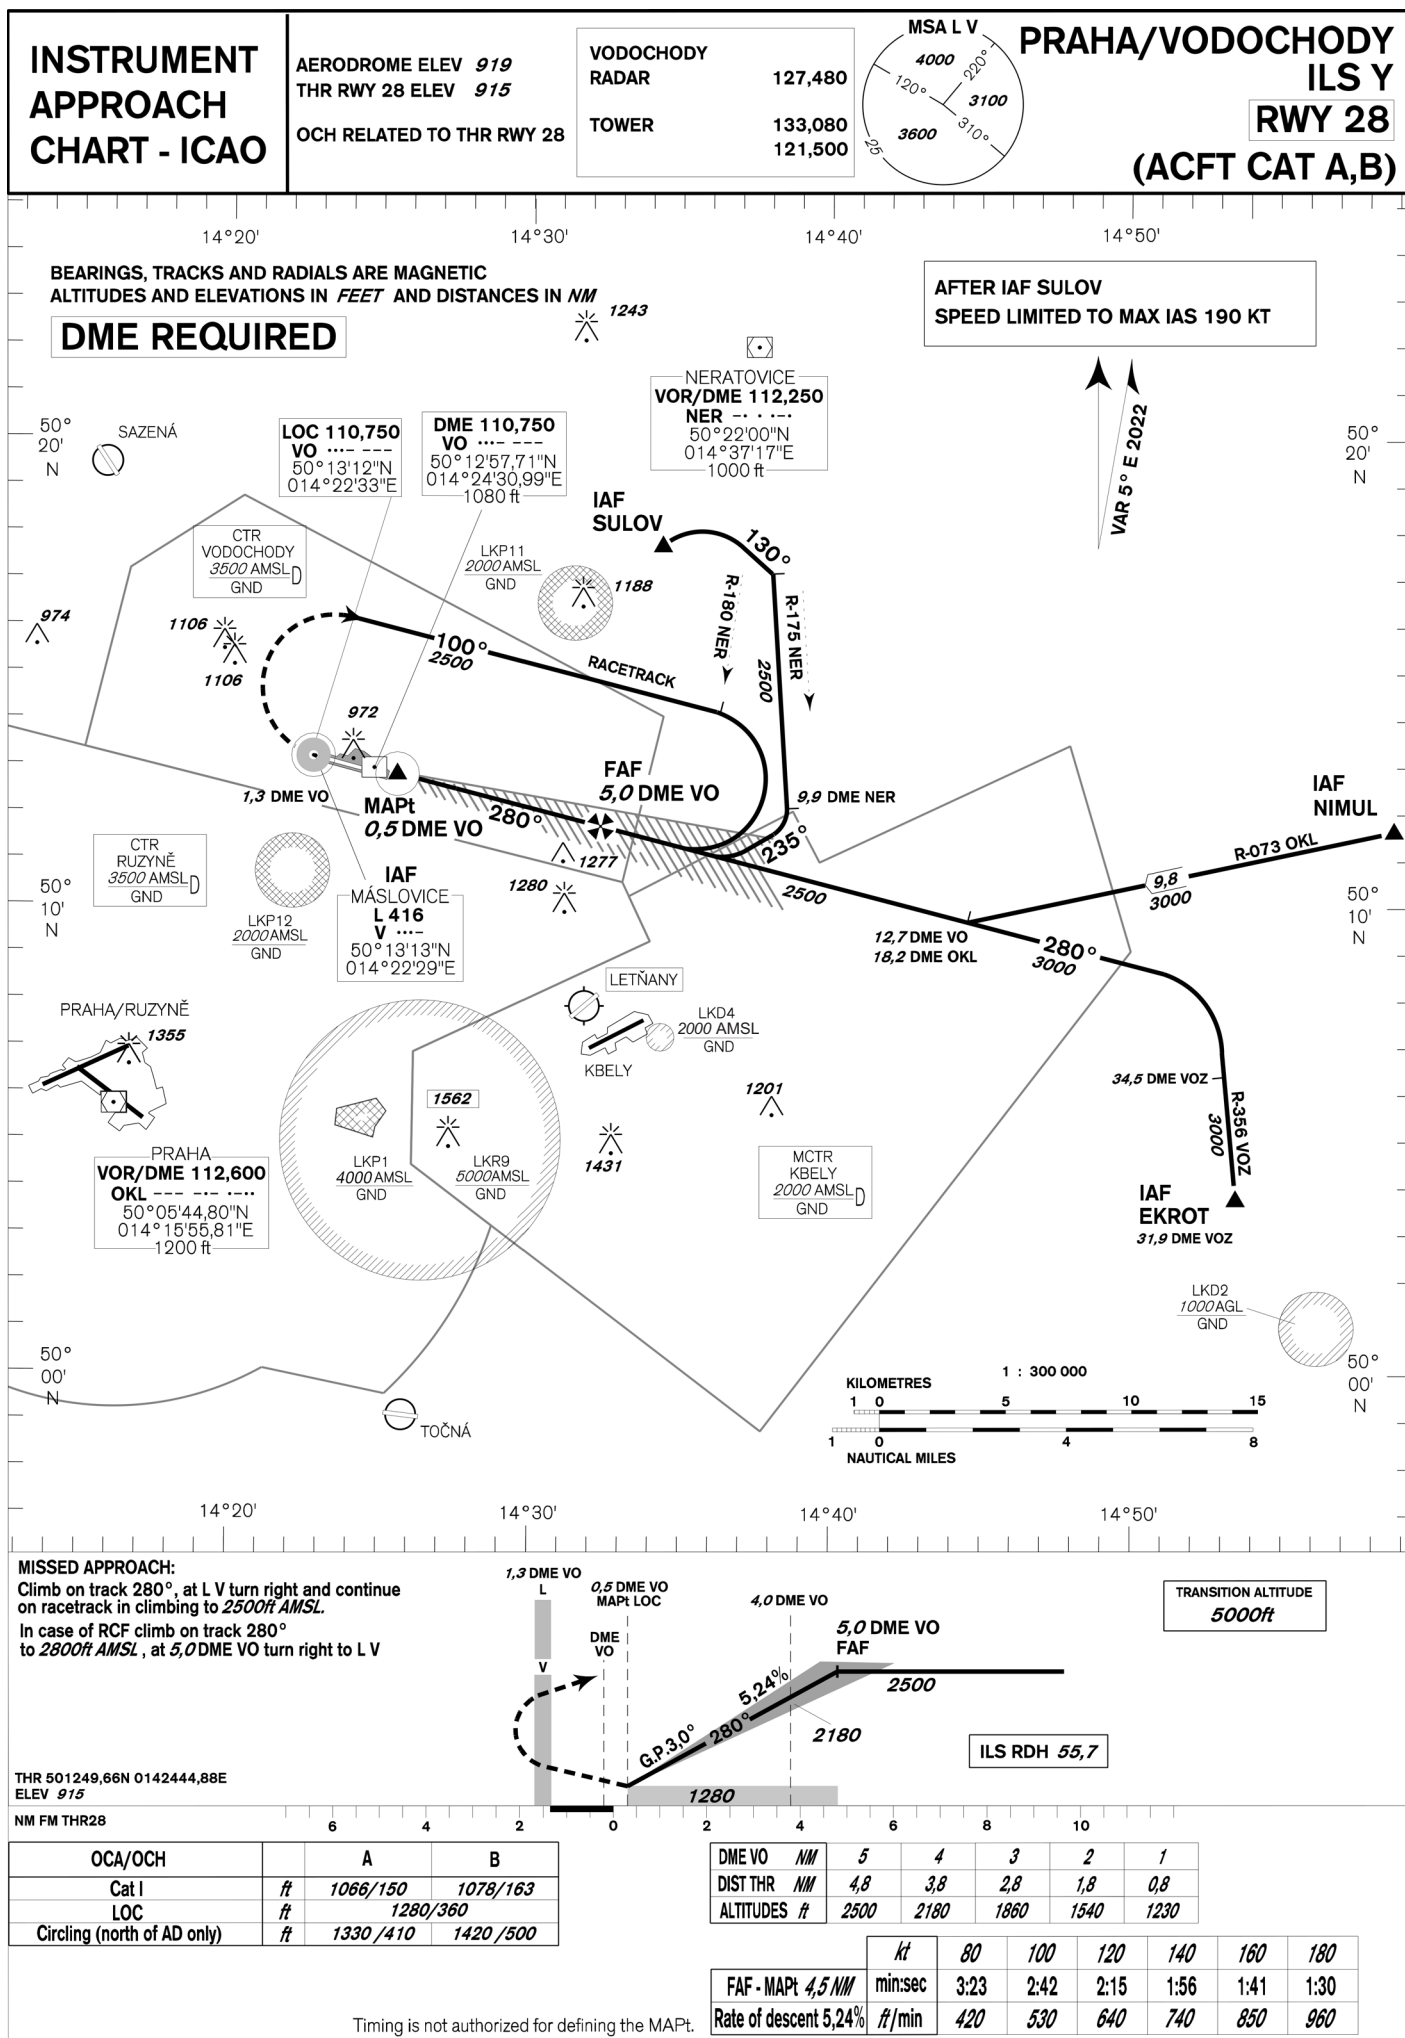 INSTRUMENT
APPROACH
CHART - ICAO
AERODROME ELEV 919
THR RWY 28 ELEV 915
OCH RELATED TO THR RWY 28
VODOCHODY
RADAR 127,480
TOWER 133,080
121,500
MSA L V
4000
220°
120°
3100
3600
310°
25
PRAHA/VODOCHODY
ILS Y
RWY 28
(ACFT CAT A,B)
14°20' 14°30' 14°40' 14°50'
BEARINGS, TRACKS AND RADIALS ARE MAGNETIC
ALTITUDES AND ELEVATIONS IN FEET AND DISTANCES IN NM
DME REQUIRED
AFTER IAF SULOV
SPEED LIMITED TO MAX IAS 190 KT
1243
VAR 5° E 2022
NERATOVICE
VOR/DME 112,250
NER -· · ·-·
50°22'00"N
014°37'17"E
1000 ft
50°
20'
N
50°
20'
N
SAZENÁ
LOC 110,750
VO ···- ---
50°13'12"N
014°22'33"E
DME 110,750
VO ···- ---
50°12'57,71"N
014°24'30,99"E
1080 ft
IAF
SULOV
130°
CTR
VODOCHODY
3500 AMSL D
GND
LKP11
2000 AMSL
GND
1188
R-180 NER
R-175 NER
2500
974
1106
1106
100°
2500
RACETRACK
972
1,3 DME VO
MAPt
0,5 DME VO
280°
FAF
5,0 DME VO
9,9 DME NER
235°
IAF
NIMUL
R-073 OKL
9,8
3000
1277
1280
2500
CTR
RUZYNĚ
3500 AMSL D
GND
LKP12
2000 AMSL
GND
IAF
MÁSLOVICE
L 416
V ···-
50°13'13"N
014°22'29"E
50°
10'
N
50°
10'
N
12,7 DME VO
18,2 DME OKL
280°
3000
LETŇANY
KBELY
LKD4
2000 AMSL
GND
PRAHA/RUZYNĚ
1355
34,5 DME VOZ
R-356 VOZ
3000
1562
1201
1431
LKP1
4000 AMSL
GND
LKR9
5000AMSL
GND
MCTR
KBELY
2000 AMSL D
GND
PRAHA
VOR/DME 112,600
OKL --- -·- ·-··
50°05'44,80"N
014°15'55,81"E
1200 ft
IAF
EKROT
31,9 DME VOZ
LKD2
1000AGL
GND
50°
00'
N
50°
00'
N
TOČNÁ
1 : 300 000
KILOMETRES
1 0 5 10 15
1 0 4 8
NAUTICAL MILES
14°20' 14°30' 14°40' 14°50'
MISSED APPROACH:
Climb on track 280°, at L V turn right and continue
on racetrack in climbing to 2500ft AMSL.
In case of RCF climb on track 280°
to 2800ft AMSL, at 5,0 DME VO turn right to L V
1,3 DME VO
L
V
0,5 DME VO
MAPt LOC
DME
VO
4,0 DME VO
5,0 DME VO
FAF
TRANSITION ALTITUDE
5000ft
5,24%
2500
G.P.3,0°
280°
2180
ILS RDH 55,7
1280
THR 501249,66N 0142444,88E
ELEV 915
NM FM THR28 6 4 2 0 2 4 6 8 10
OCA/OCH A B
Cat I ft 1066/150 1078/163
LOC ft 1280/360
Circling (north of AD only) ft 1330 /410 1420 /500
DME VO NM 5 4 3 2 1
DIST THR NM 4,8 3,8 2,8 1,8 0,8
ALTITUDES ft 2500 2180 1860 1540 1230
kt 80 100 120 140 160 180
FAF - MAPt 4,5 NM min:sec 3:23 2:42 2:15 1:56 1:41 1:30
Rate of descent 5,24% ft/min 420 530 640 740 850 960
Timing is not authorized for defining the MAPt.